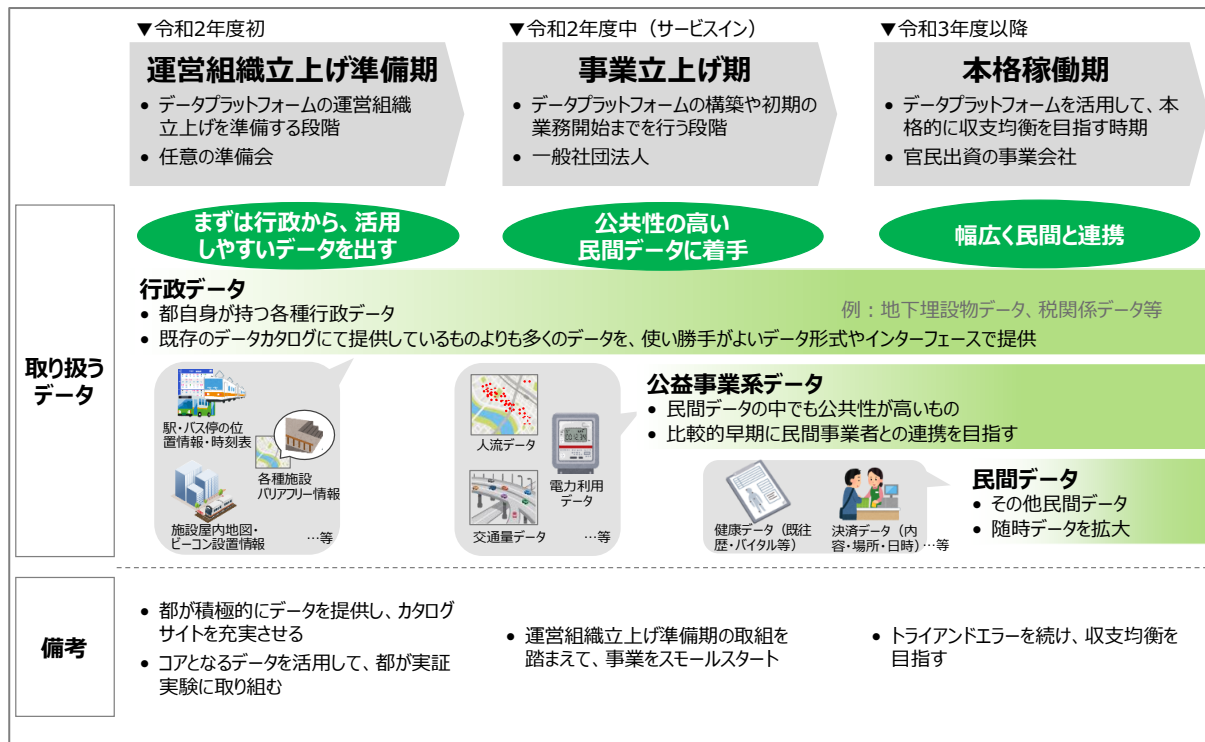 ▼令和2年度初
運営組織立上げ準備期
• データプラットフォームの運営組織
立上げを準備する段階
• 任意の準備会
▼令和2年度中（サービスイン）
事業立上げ期
• データプラットフォームの構築や初期の
業務開始までを行う段階
• 一般社団法人
▼令和3年度以降
本格稼働期
• データプラットフォームを活用して、本
格的に収支均衡を目指す時期
• 官民出資の事業会社
取り扱う
データ
まずは行政から、活用
しやすいデータを出す
公共性の高い
民間データに着手
幅広く民間と連携
行政データ
• 都自身が持つ各種行政データ
例：地下埋設物データ、税関係データ等
• 既存のデータカタログにて提供しているものよりも多くのデータを、使い勝手がよいデータ形式やインターフェースで提供
駅・バス停の位
置情報・時刻表
各種施設
バリアフリー情報
施設屋内地図・
ビーコン設置情報
…等
人流データ
電力利用
データ
交通量データ
…等
公益事業系データ
• 民間データの中でも公共性が高いもの
• 比較的早期に民間事業者との連携を目指す
健康データ（既往
歴・バイタル等）
決済データ（内
容・場所・日時）
…等
民間データ
• その他民間データ
• 随時データを拡大
備考
• 都が積極的にデータを提供し、カタログ
サイトを充実させる
• コアとなるデータを活用して、都が実証
実験に取り組む
• 運営組織立上げ準備期の取組を
踏まえて、事業をスモールスタート
• トライアンドエラーを続け、収支均衡を
目指す